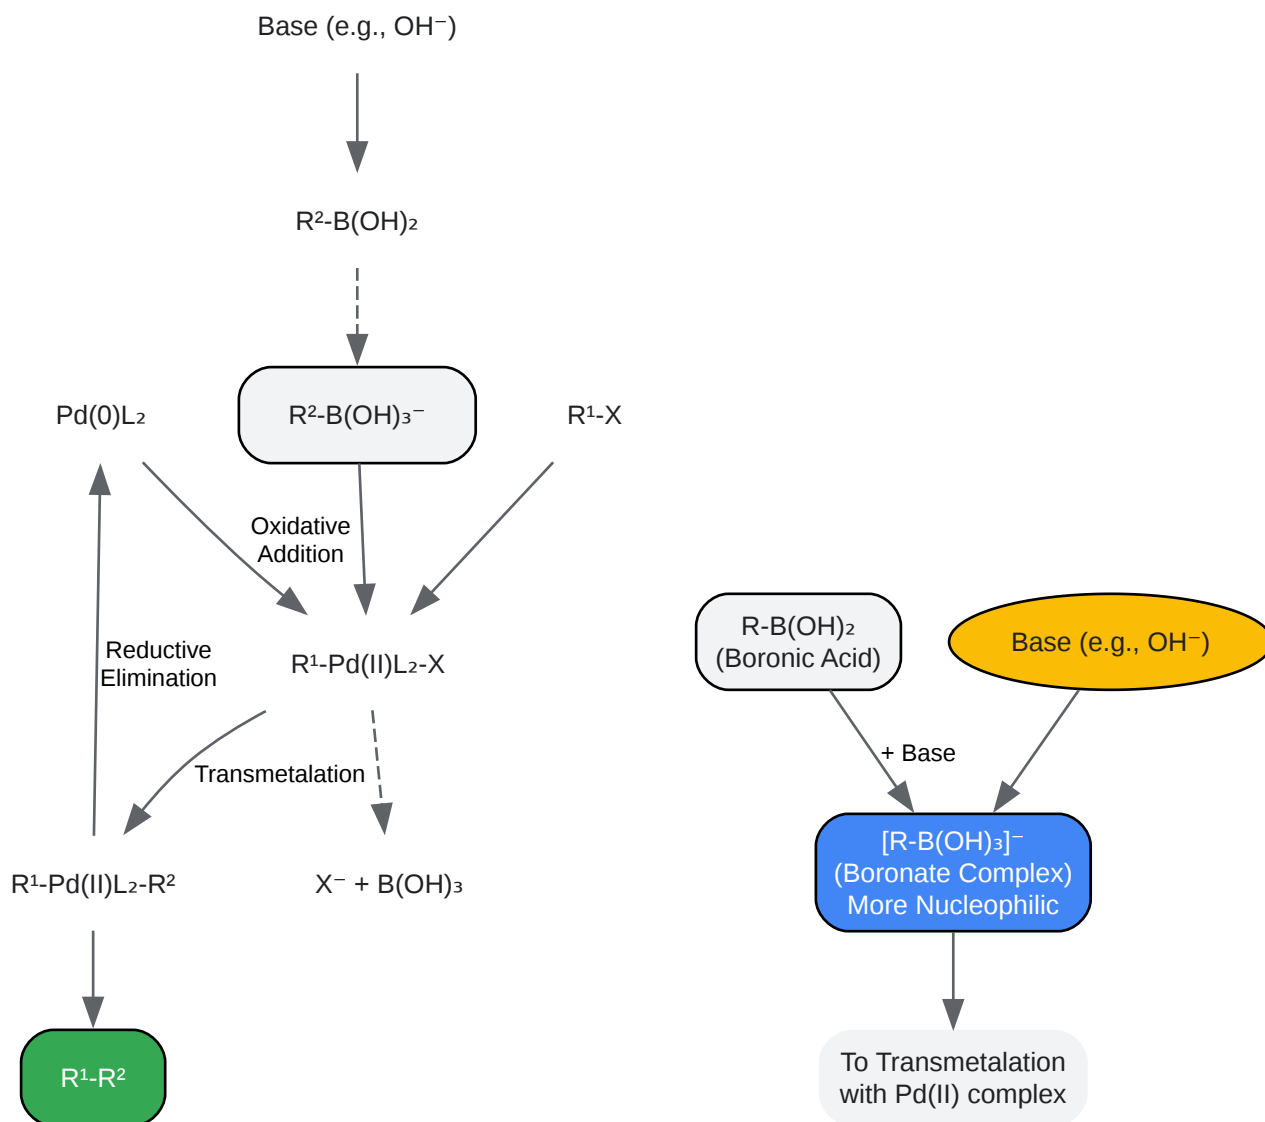 Base (e.g., OH⁻)
R²-B(OH)₂
Pd(0)L₂
R²-B(OH)₃⁻
R¹-X
Oxidative
Addition
Reductive
Elimination
R¹-Pd(II)L₂-X
Transmetalation
R¹-Pd(II)L₂-R²
X⁻ + B(OH)₃
R¹-R²
R-B(OH)₂
(Boronic Acid)
Base (e.g., OH⁻)
+ Base
[R-B(OH)₃]⁻
(Boronate Complex)
More Nucleophilic
To Transmetalation
with Pd(II) complex